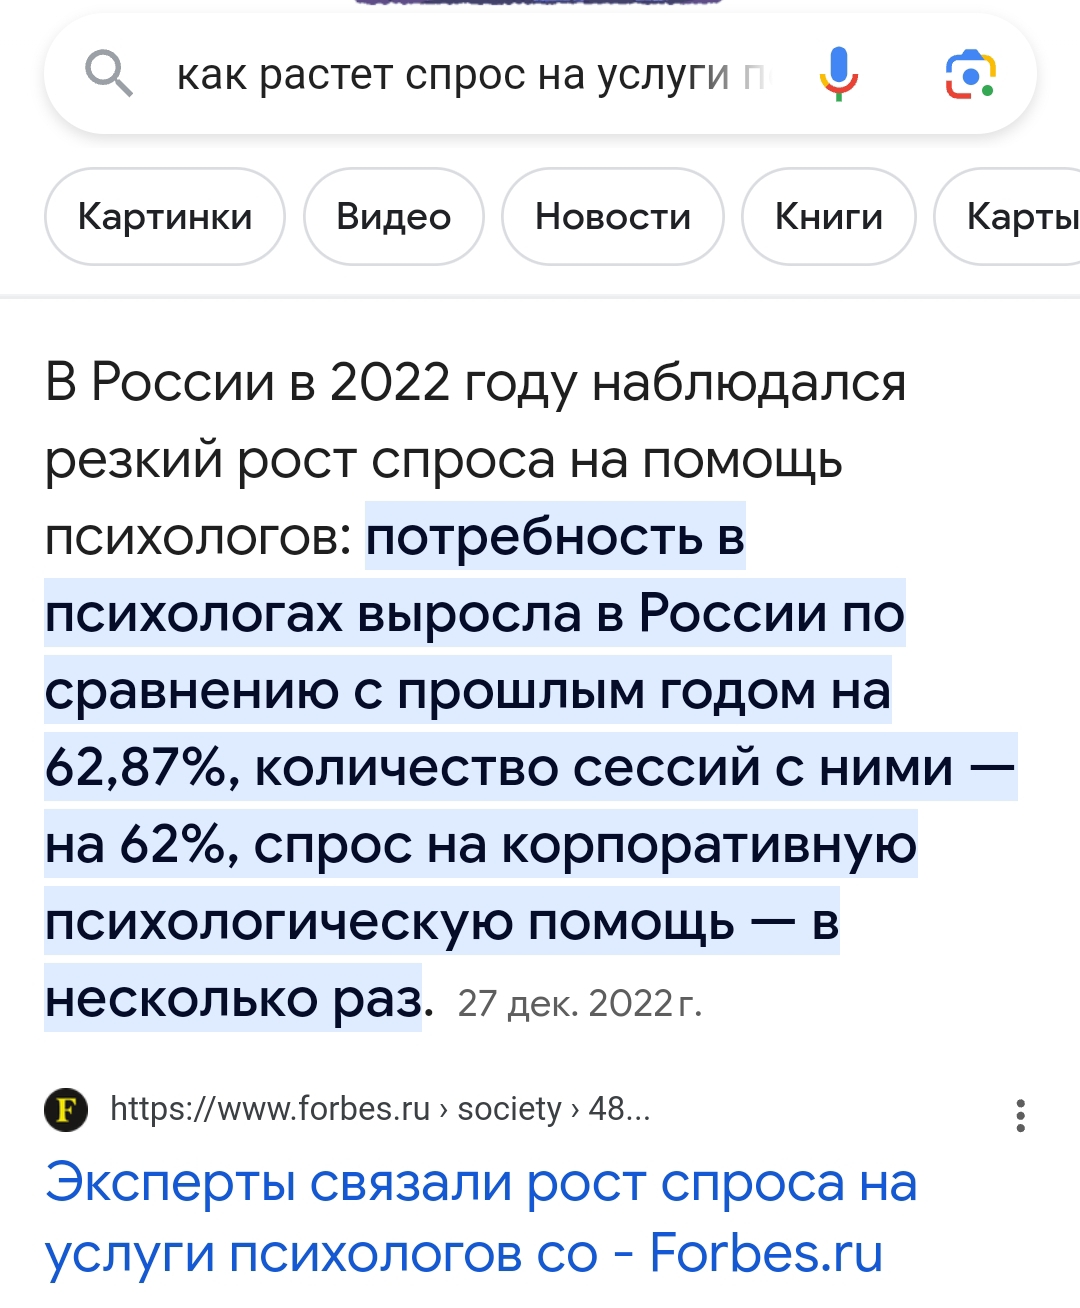 как растет спрос на услуги п
Картинки Видео Новости Книги Карты
В России в 2022 году наблюдался
резкий рост спроса на помощь
психологов: потребность в
психологах выросла в России по
сравнению с прошлым годом на
62,87%, количество сессий с ними —
на 62%, спрос на корпоративную
психологическую помощь — в
несколько раз. 27 дек. 2022 г.
F https://www.forbes.ru › society › 48...
Эксперты связали рост спроса на
услуги психологов со - Forbes.ru